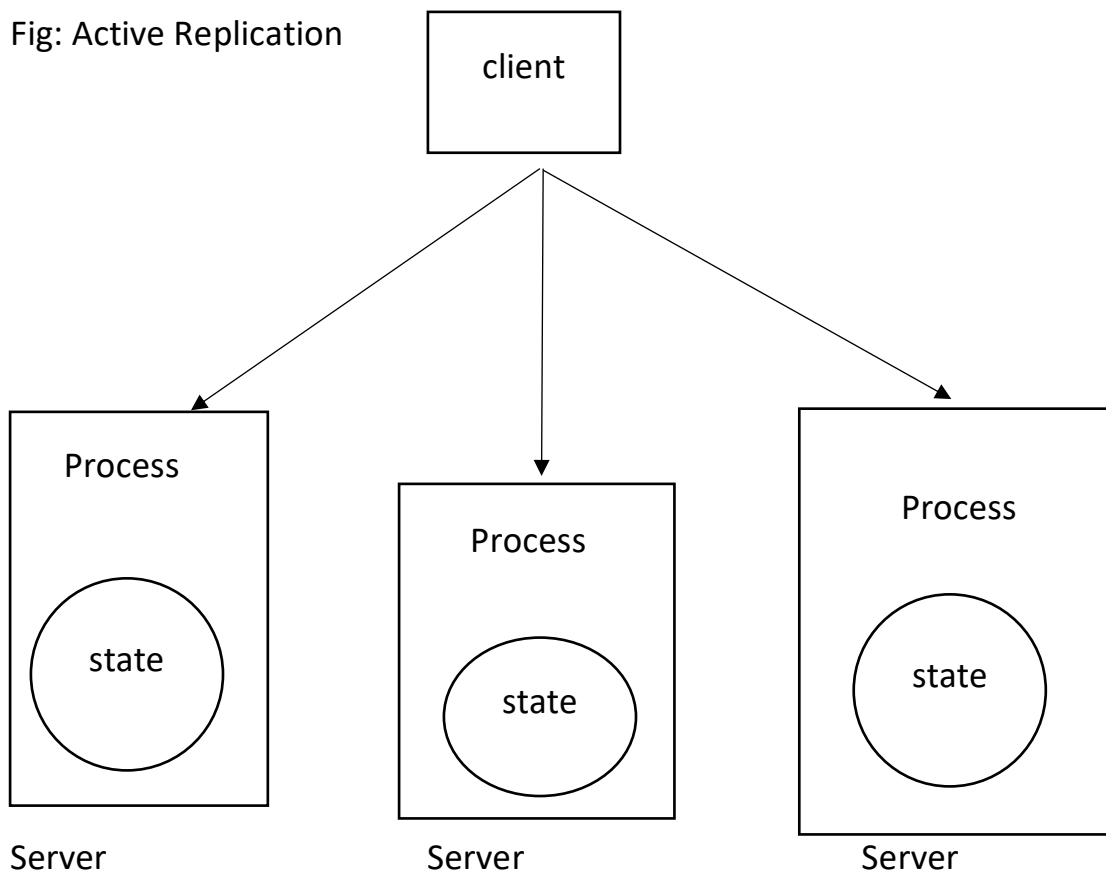 Fig: Active Replication
client
Process
state
Server
Process
state
Server
Process
state
Server